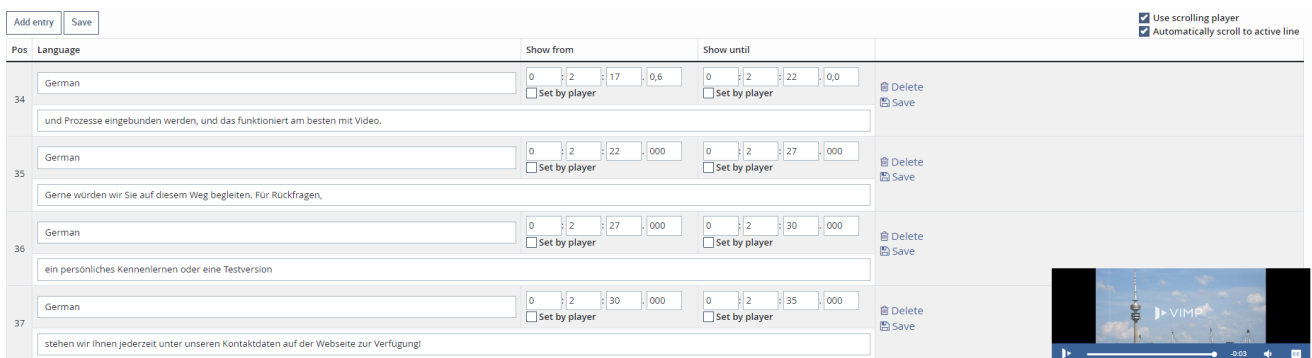 Add entry Save
Use scrolling player
Automatically scroll to active line
Pos Language Show from Show until
34 German 0 : 2 : 17 . 0,6 0 : 2 : 22 . 0,0
Set by player Set by player
Delete
Save
und Prozesse eingebunden werden, und das funktioniert am besten mit Video.
35 German 0 : 2 : 22 . 000 0 : 2 : 27 . 000
Set by player Set by player
Delete
Save
Gerne würden wir Sie auf diesem Weg begleiten. Für Rückfragen,
36 German 0 : 2 : 27 . 000 0 : 2 : 30 . 000
Set by player Set by player
Delete
Save
ein persönliches Kennenlernen oder eine Testversion
37 German 0 : 2 : 30 . 000 0 : 2 : 35 . 000
Set by player Set by player
Delete
Save
stehen wir Ihnen jederzeit unter unseren Kontaktdaten auf der Webseite zur Verfügung!
VIMP
-0:03